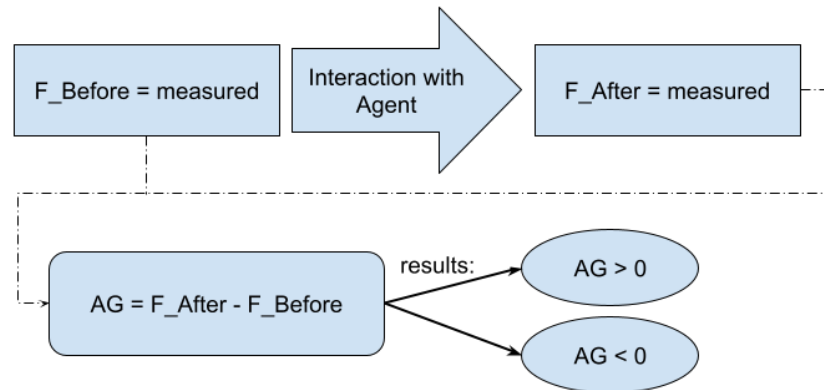 F_Before = measured
Interaction with
Agent
F_After = measured
results:
AG > 0
AG = F_After - F_Before
AG < 0